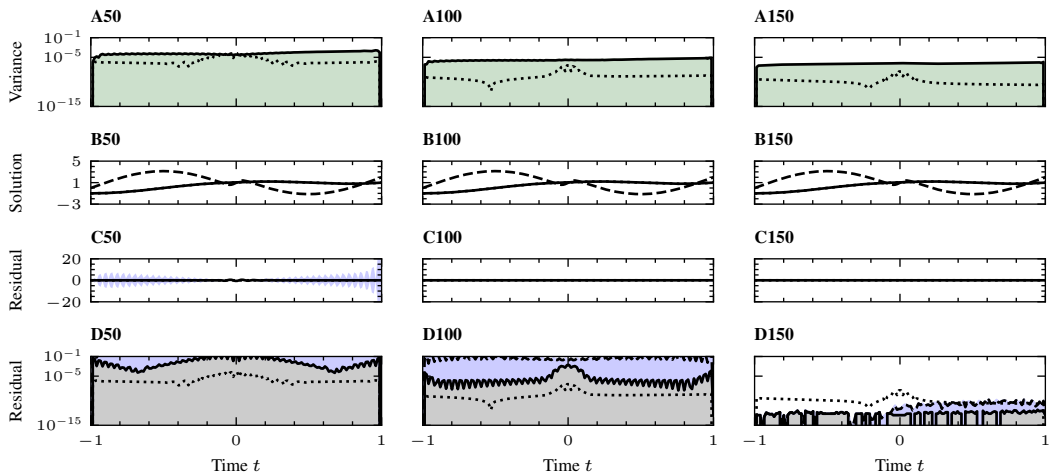 A50 A100 A150
Variance
10^-1
10^-5
10^-15
B50 B100 B150
Solution
5
1
−3
C50 C100 C150
Residual
20
0
−20
D50 D100 D150
Residual
10^-1
10^-5
10^-15
−1 0 1 −1 0 1 −1 0 1
Time t Time t Time t